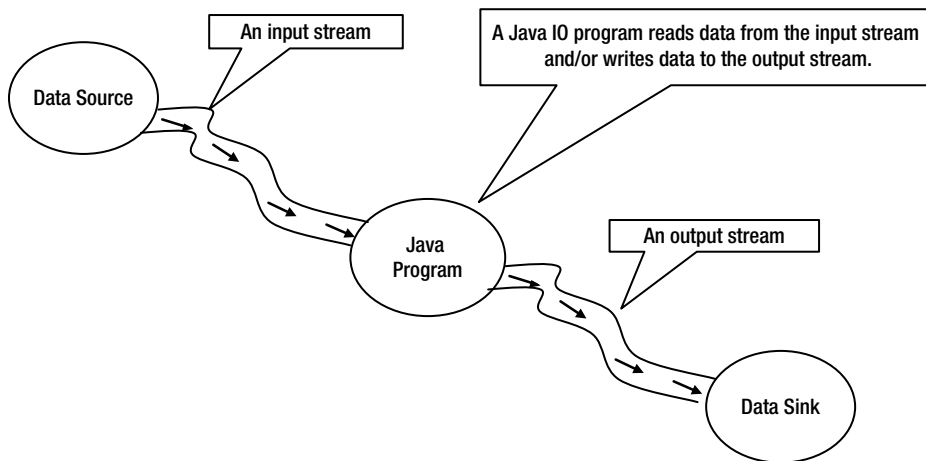 An input stream
A Java IO program reads data from the input stream
and/or writes data to the output stream.
Data Source
Java
Program
An output stream
Data Sink